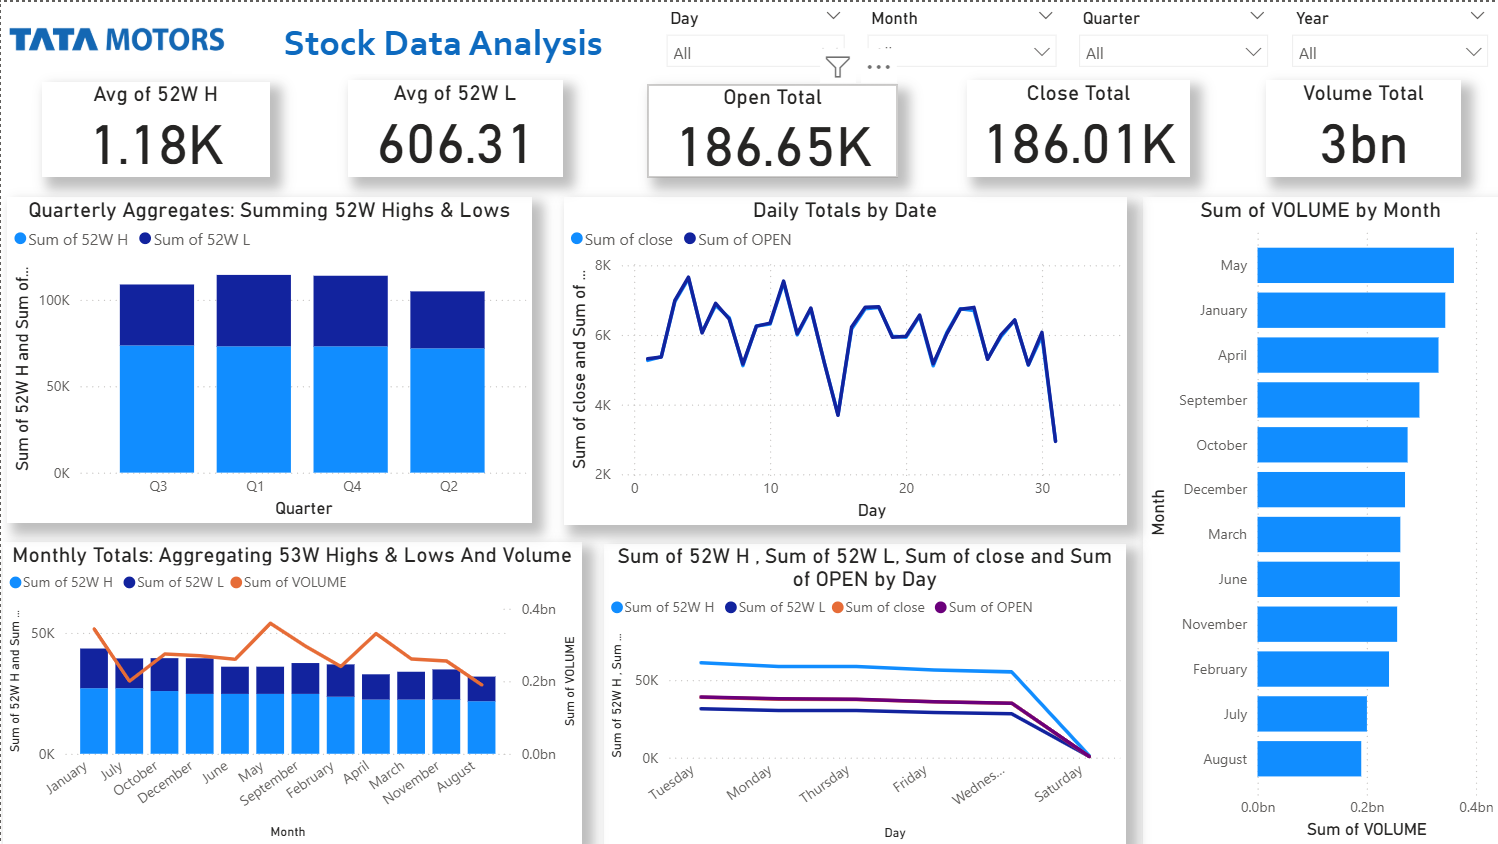 TATA MOTORS
Stock Data Analysis
Day
All
Month
Quarter
All
Year
All
Avg of 52W H
1.18K
Avg of 52W L
606.31
Open Total
186.65K
Close Total
186.01K
Volume Total
3bn
Quarterly Aggregates: Summing 52W Highs & Lows
Sum of 52W H
Sum of 52W L
Sum of 52W H and Sum of...
100K
50K
0K
Q3
Q1
Q4
Q2
Quarter
Daily Totals by Date
Sum of close
Sum of OPEN
Sum of close and Sum of ...
8K
6K
4K
2K
0
10
20
30
Day
Sum of VOLUME by Month
Month
May
January
April
September
October
December
March
June
November
February
July
August
0.0bn
0.2bn
0.4bn
Sum of VOLUME
Monthly Totals: Aggregating 53W Highs & Lows And Volume
Sum of 52W H
Sum of 52W L
Sum of VOLUME
Sum of 52W H and Sum ...
50K
0K
0.4bn
0.2bn
0.0bn
Sum of VOLUME
January
July
October
December
June
May
September
February
April
March
November
August
Month
Sum of 52W H , Sum of 52W L, Sum of close and Sum
of OPEN by Day
Sum of 52W H
Sum of 52W L
Sum of close
Sum of OPEN
Sum of 52W H , Sum ...
50K
0K
Tuesday
Monday
Thursday
Friday
Wednes...
Saturday
Day